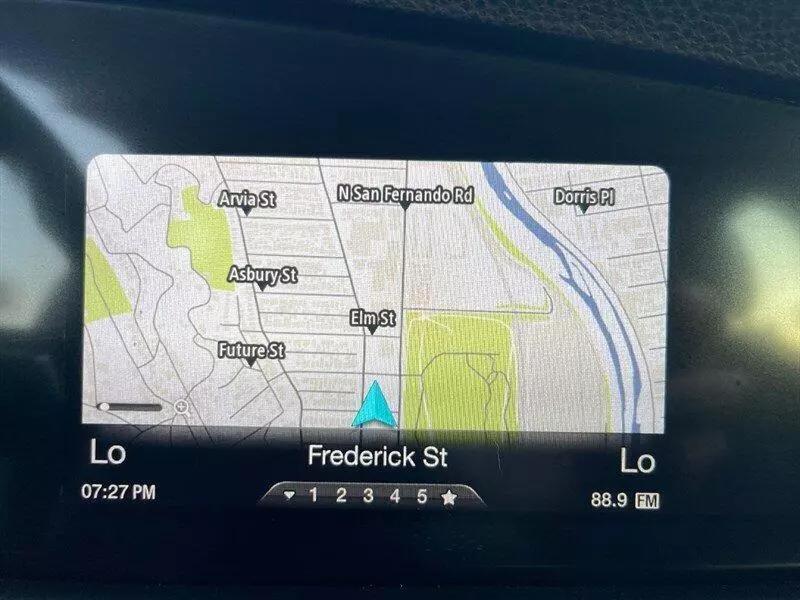 Arvia St
N San Fernando Rd
Dorris Pl
Asbury St
Elm St
Future St
Lo
Frederick St
Lo
07:27 PM
1 2 3 4 5
88.9 FM